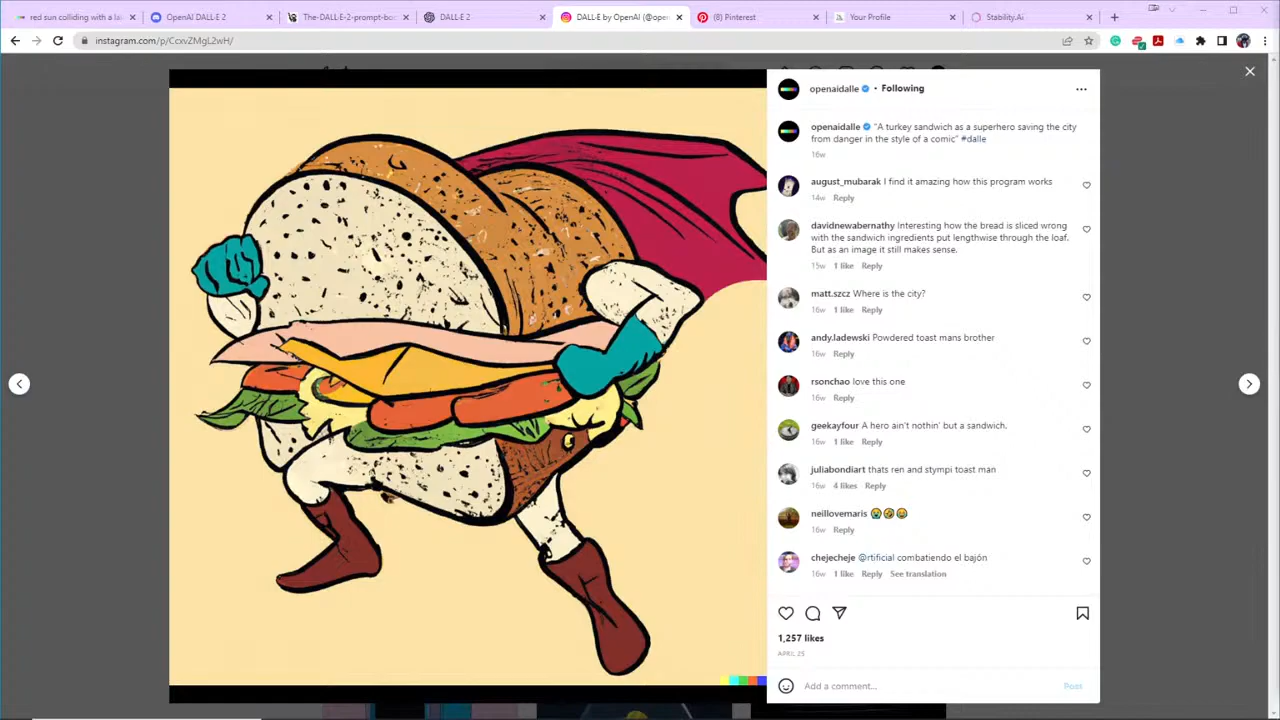 red sun colliding with a la
OpenAI DALL·E 2
The-DALL-E-2-prompt-bo
DALL·E 2
DALL·E by OpenAI (@open
(8) Pinterest
Your Profile
Stability.Ai
instagram.com/p/CcxvZMgL2wH/
openaidalle • Following
openaidalle "A turkey sandwich as a superhero saving the city
from danger in the style of a comic" #dalle
16w
august_mubarak I find it amazing how this program works
14w Reply
davidnewabernathy Interesting how the bread is sliced wrong
with the sandwich ingredients put lengthwise through the loaf.
But as an image it still makes sense.
15w 1 like Reply
matt.szcz Where is the city?
16w 1 like Reply
andy.ladewski Powdered toast mans brother
16w Reply
rsonchao love this one
16w Reply
geekayfour A hero ain't nothin' but a sandwich.
16w 1 like Reply
juliabondiart thats ren and stympi toast man
16w 4 likes Reply
neillovemaris 😭🤣😂
16w Reply
chejecheje @rtificial combatiendo el bajón
16w 1 like Reply See translation
1,257 likes
APRIL 25
Add a comment...
Post